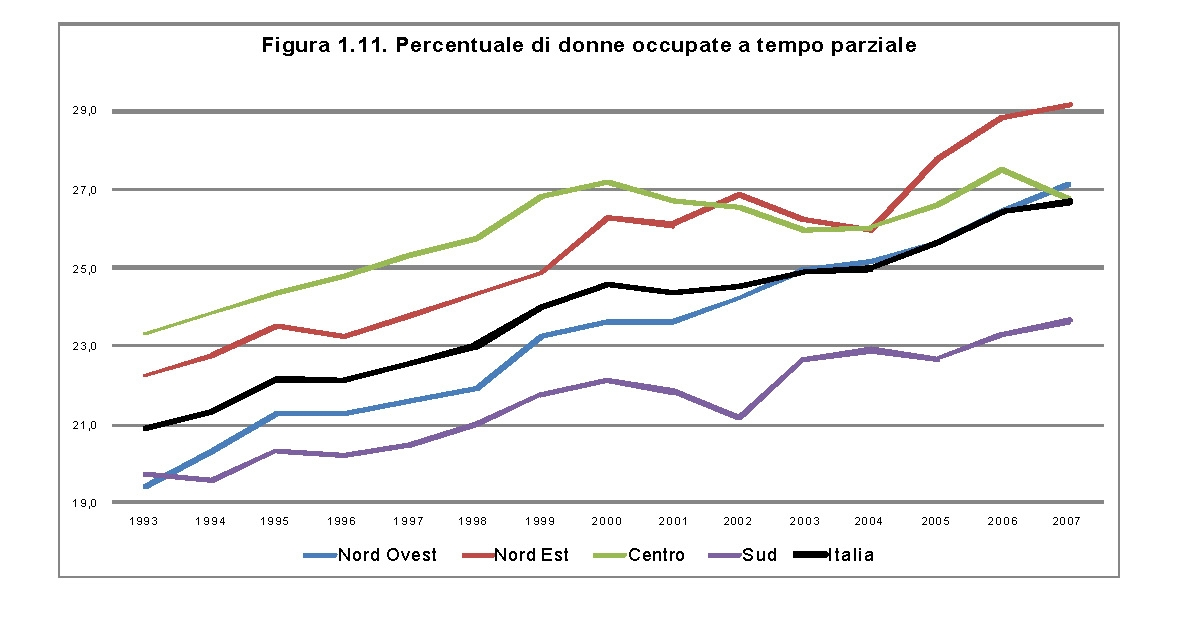 Figura 1.11. Percentuale di donne occupate a tempo parziale
29,0
27,0
25,0
23,0
21,0
19,0
1993 1994 1995 1996 1997 1998 1999 2000 2001 2002 2003 2004 2005 2006 2007
Nord Ovest Nord Est Centro Sud Italia